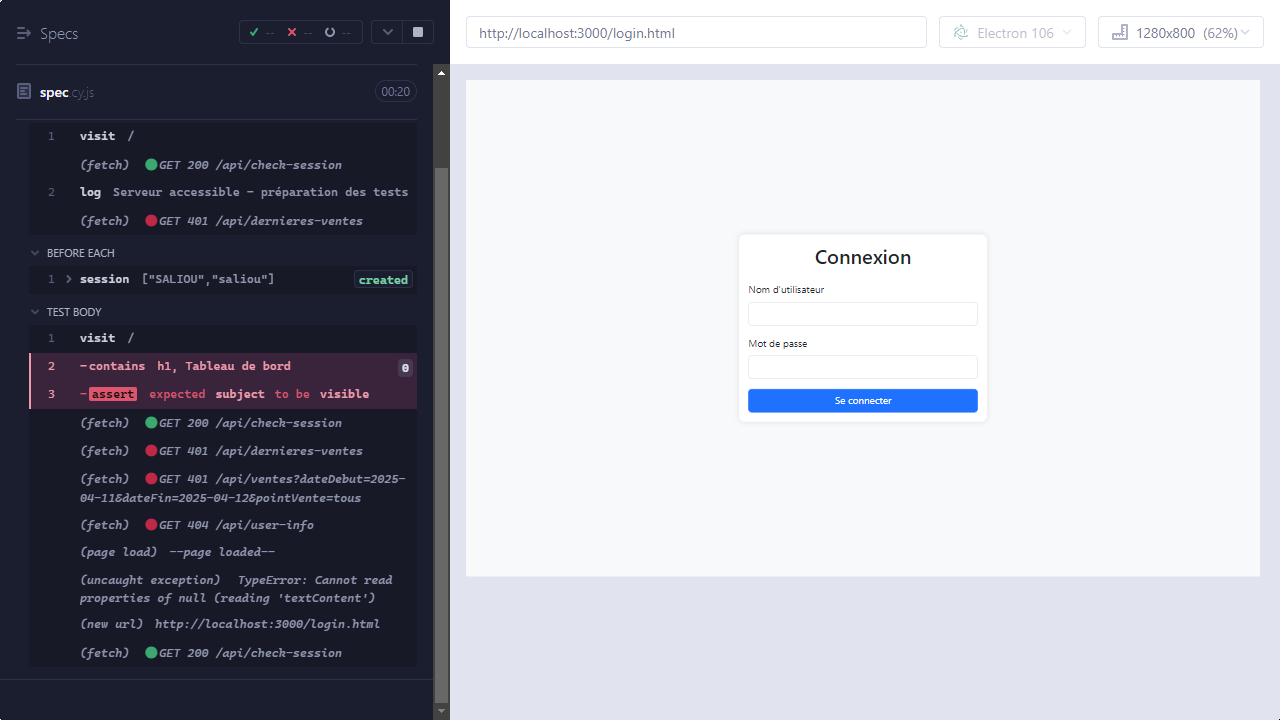 Specs
--
--
--
spec.cy.js
00:20
1 visit /
(fetch) GET 200 /api/check-session
2 log Serveur accessible - préparation des tests
(fetch) GET 401 /api/dernieres-ventes
BEFORE EACH
1 session ["SALIOU","saliou"] created
TEST BODY
1 visit /
2 -contains h1, Tableau de bord 0
3 -assert expected subject to be visible
(fetch) GET 200 /api/check-session
(fetch) GET 401 /api/dernieres-ventes
(fetch) GET 401 /api/ventes?dateDebut=2025-
04-11&dateFin=2025-04-12&pointVente=tous
(fetch) GET 404 /api/user-info
(page load) --page loaded--
(uncaught exception) TypeError: Cannot read
properties of null (reading 'textContent')
(new url) http://localhost:3000/login.html
(fetch) GET 200 /api/check-session
http://localhost:3000/login.html
Electron 106
1280x800 (62%)
Connexion
Nom d'utilisateur
Mot de passe
Se connecter